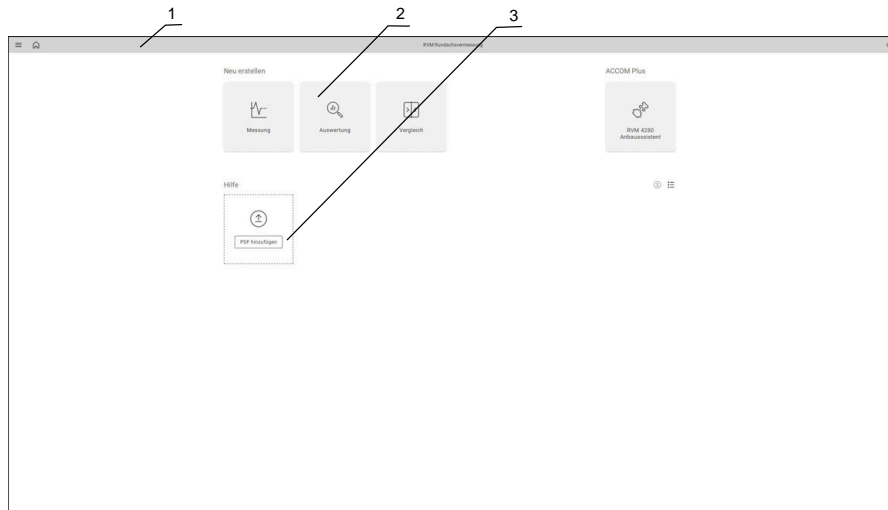 1
2
3
RVM Rundachsvermessung
Neu erstellen
ACCOM Plus
Messung
Auswertung
Vergleich
RVM 4280
Anbauassistent
Hilfe
PDF hinzufügen